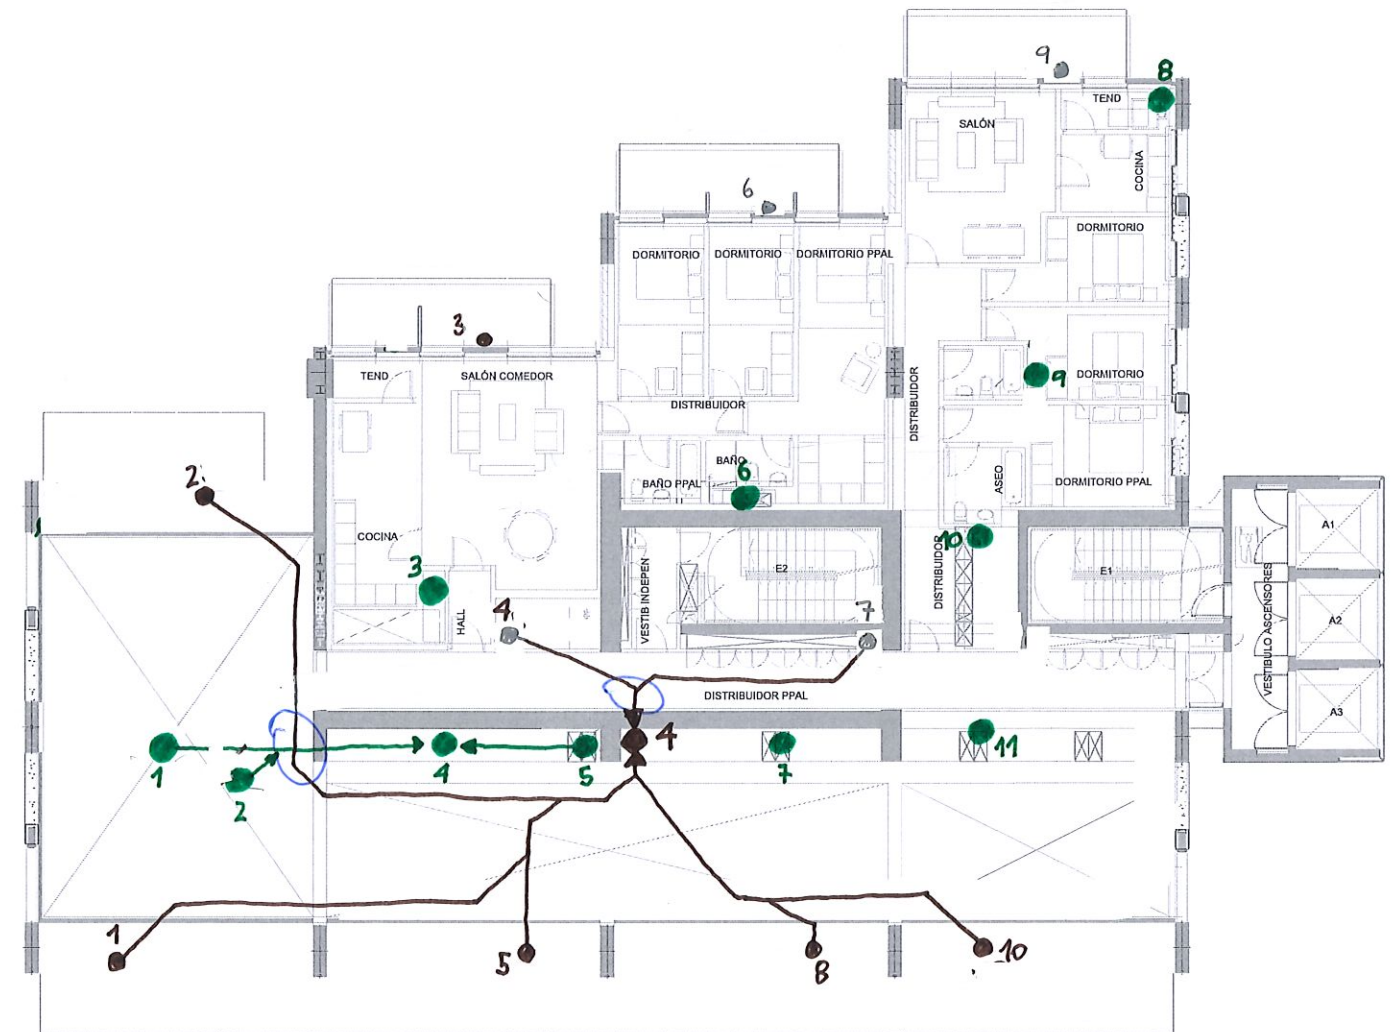 9
8
TEND
SALÓN
COCINA
6
DORMITORIO
DORMITORIO
DORMITORIO
DORMITORIO PPAL
3
TEND
SALÓN COMEDOR
DORMITORIO
9
DISTRIBUIDOR
DISTRIBUIDOR
BAÑO
6
BAÑO PPAL
ASEO
DORMITORIO PPAL
2
A1
COCINA
10
3
E2
E1
DISTRIBUIDOR
VESTIB INDEPEN
HALL
4
7
A2
VESTIBULO ASCENSORES
DISTRIBUIDOR PPAL
A3
4
11
1
4
5
7
2
1
5
8
10